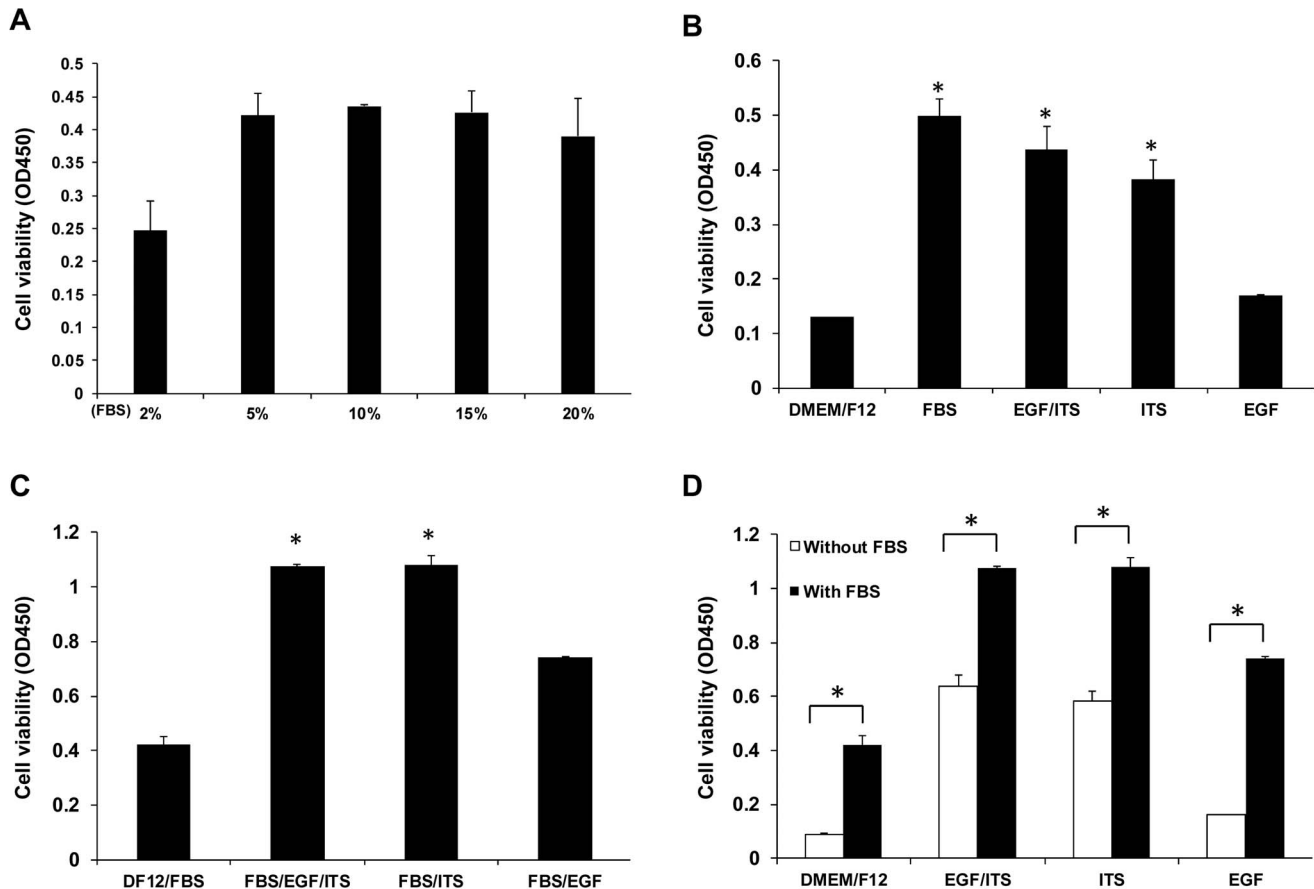 A
Cell viability (OD450)
0.5
0.45
0.4
0.35
0.3
0.25
0.2
0.15
0.1
0.05
0
(FBS) 2% 5% 10% 15% 20%
B
Cell viability (OD450)
0.6
0.5
0.4
0.3
0.2
0.1
0
* * *
DMEM/F12 FBS EGF/ITS ITS EGF
C
Cell viability (OD450)
1.2
1
0.8
0.6
0.4
0.2
0
* *
DF12/FBS FBS/EGF/ITS FBS/ITS FBS/EGF
D
Cell viability (OD450)
1.2
1
0.8
0.6
0.4
0.2
0
Without FBS
With FBS
* * * *
DMEM/F12 EGF/ITS ITS EGF